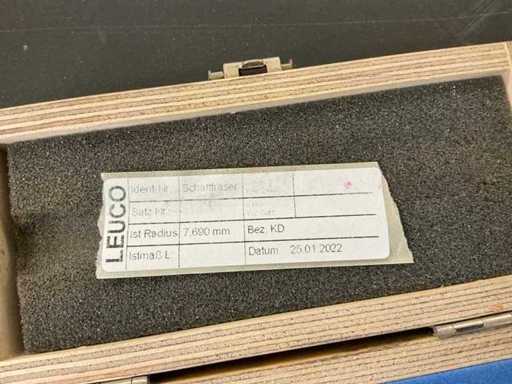 LEUCO
Ident.Nr. Schaftfräser
Satz Nr.
Ist Radius 7,690 mm Bez. KD
Istmaß L: Datum 25.01.2022